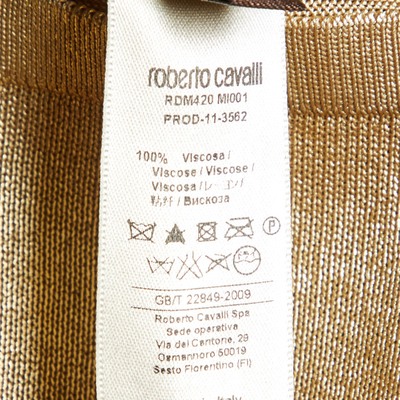 roberto cavalli
RDM420 MI001
PROD-11-3562
100% Viscosa /
Viscose / Viscose /
Viscosa / レーヨン /
粘纤 / Вискоза
P
GB/T 22849-2009
Roberto Cavalli Spa
Sede operativa
Via del Cantone, 29
Osmannoro 50019
Sesto Fiorentino (FI)
Italy